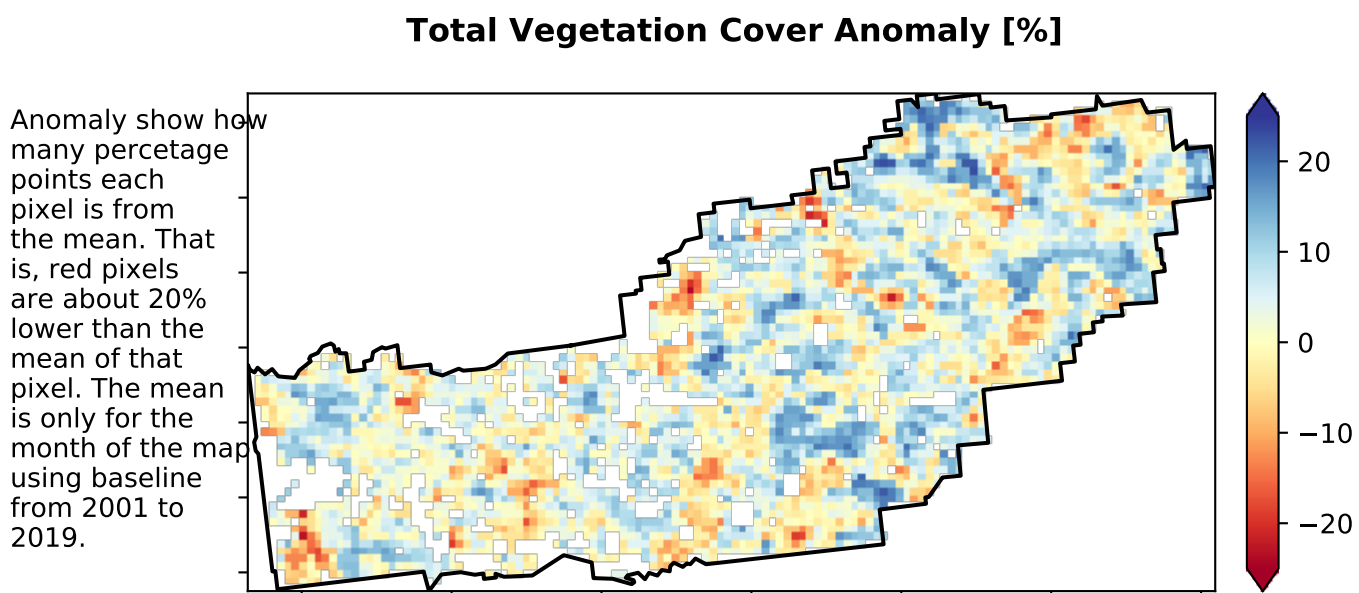 Total Vegetation Cover Anomaly [%]
Anomaly show how
many percetage
points each
pixel is from
the mean. That
is, red pixels
are about 20%
lower than the
mean of that
pixel. The mean
is only for the
month of the map
using baseline
from 2001 to
2019.
20
10
0
−10
−20